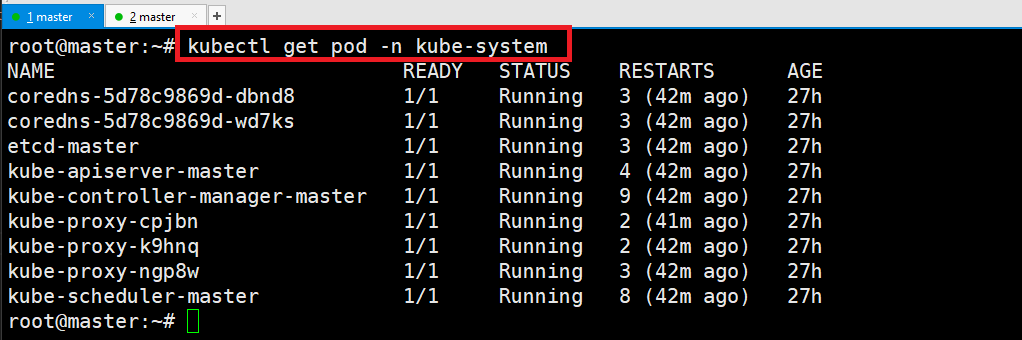 1 master × 2 master × +
root@master:~# kubectl get pod -n kube-system
NAME READY STATUS RESTARTS AGE
coredns-5d78c9869d-dbnd8 1/1 Running 3 (42m ago) 27h
coredns-5d78c9869d-wd7ks 1/1 Running 3 (42m ago) 27h
etcd-master 1/1 Running 3 (42m ago) 27h
kube-apiserver-master 1/1 Running 4 (42m ago) 27h
kube-controller-manager-master 1/1 Running 9 (42m ago) 27h
kube-proxy-cpjbn 1/1 Running 2 (41m ago) 27h
kube-proxy-k9hnq 1/1 Running 2 (42m ago) 27h
kube-proxy-ngp8w 1/1 Running 3 (42m ago) 27h
kube-scheduler-master 1/1 Running 8 (42m ago) 27h
root@master:~#